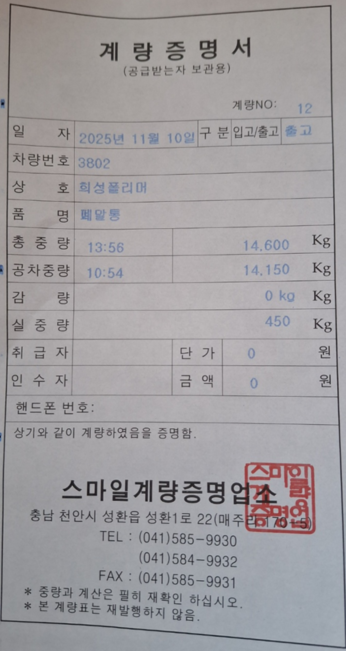 계량증명서
(공급받는자 보관용)
계량NO: 12
일 자 2025년 11월 10일 구 분 입고/출고 출고
차량번호 3802
상 호 희성폴리머
품 명 폐알통
총 중 량 13:56 14,600 Kg
공차중량 10:54 14,150 Kg
감 량 0 kg Kg
실 중 량 450 Kg
취 급 자 단 가 0 원
인 수 자 금 액 0 원
핸드폰 번호:
상기와 같이 계량하였음을 증명함.
스마일계량증명업소
충남 천안시 성환읍 성환1로 22(매주리 176-5)
TEL : (041)585-9930
(041)584-9932
FAX : (041)585-9931
* 중량과 계산은 필히 재확인 하십시오.
* 본 계량표는 재발행하지 않음.